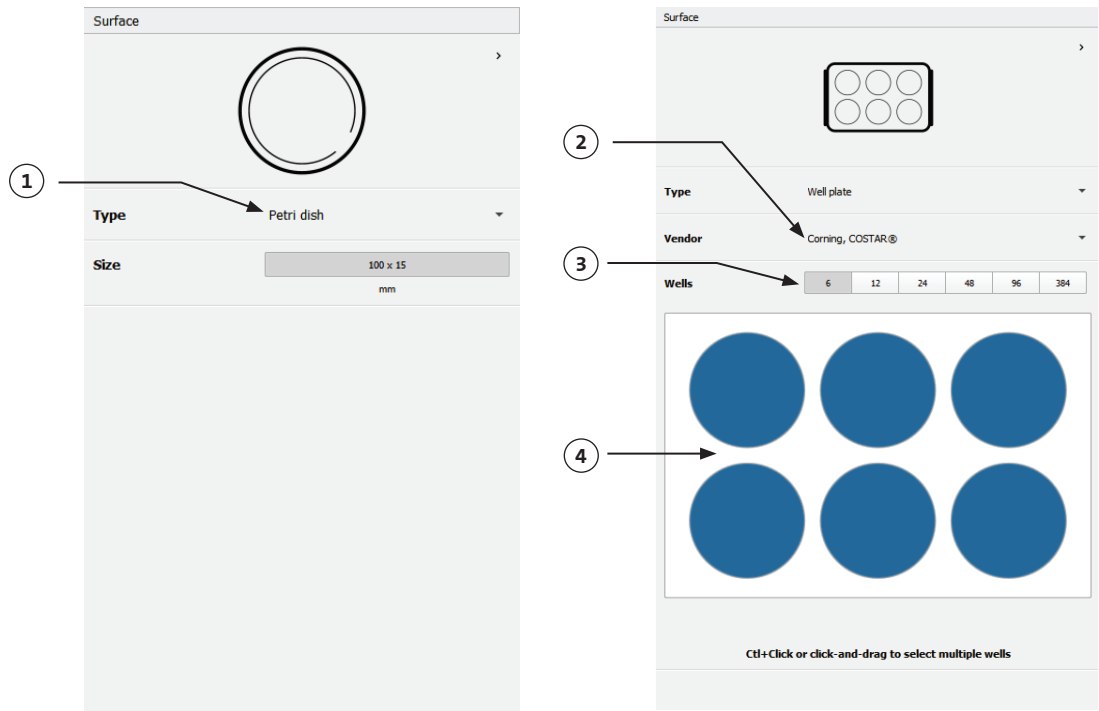 Surface
1
Type Petri dish
Size 100 x 15
mm
Surface
2
Type Well plate
Vendor Corning, COSTAR®
3
Wells 6 12 24 48 96 384
4
Ctl+Click or click-and-drag to select multiple wells